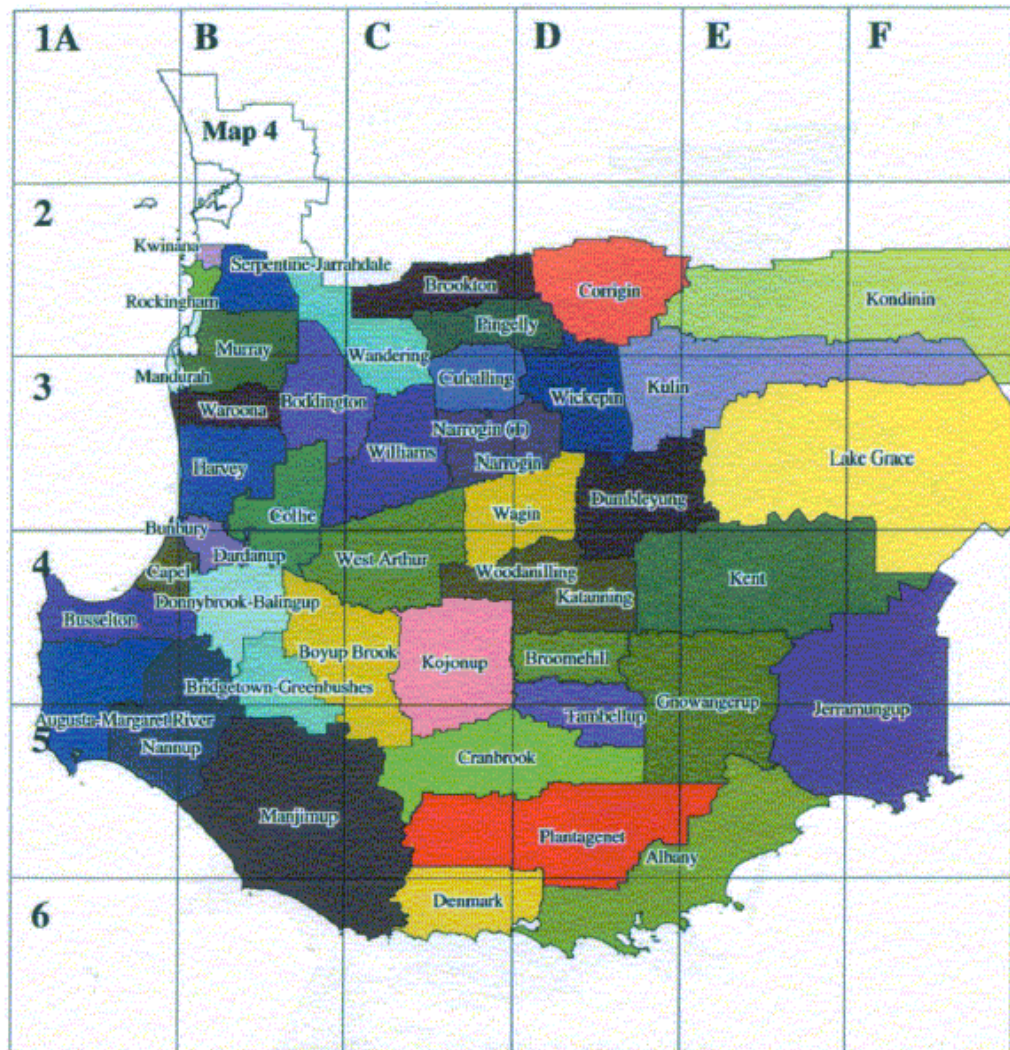 1A
B
C
D
E
F
Map 4
2
Kwinana
Serpentine-Jarrahdale
Brookton
Corrigin
Kondinin
Rockingham
Pingelly
Murray
Wandering
3
Mandurah
Cuballing
Kulin
Boddington
Wickepin
Waroona
Narrogin (T)
Williams
Lake Grace
Harvey
Narrogin
Dumbleyung
Collie
Wagin
Bunbury
Dardanup
West Arthur
4
Capel
Woodanilling
Kent
Donnybrook-Balingup
Katanning
Busselton
Boyup Brook
Kojonup
Broomehill
Bridgetown-Greenbushes
Gnowangerup
Jerramungup
Augusta-Margaret River
Tambellup
5
Nannup
Cranbrook
Manjimup
Plantagenet
Albany
6
Denmark